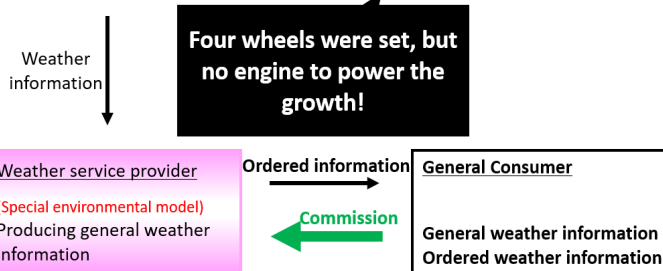 Four wheels were set, but
no engine to power the
growth!
Weather
information
Weather service provider
(Special environmental model)
Producing general weather
information
Ordered information
Commission
General Consumer
General weather information
Ordered weather information